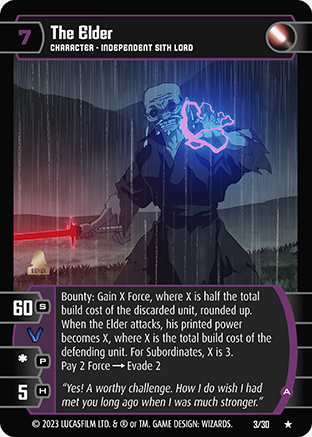 7
The Elder
CHARACTER - INDEPENDENT SITH LORD
60 S
V
* P
5 H
Bounty: Gain X Force, where X is half the total
build cost of the discarded unit, rounded up.
When the Elder attacks, his printed power
becomes X, where X is the total build cost of the
defending unit. For Subordinates, X is 3.
Pay 2 Force → Evade 2
“Yes! A worthy challenge. How I do wish I had
met you long ago when I was much stronger.”
A
© 2023 LUCASFILM LTD. & ® or TM. GAME DESIGN: WIZARDS. 3/30 ★